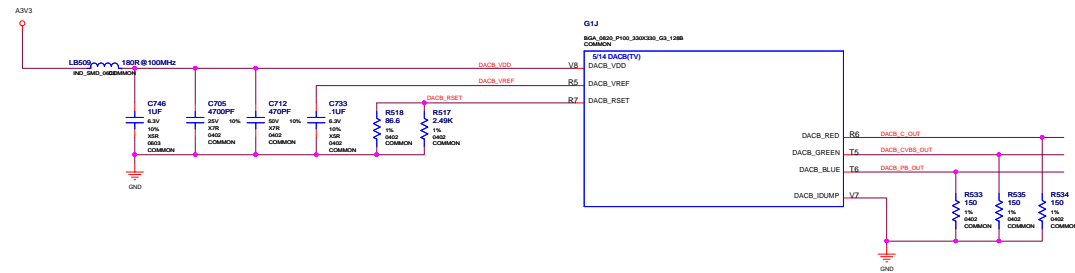 A3V3
LB509
180R@100MHz
COMMON
C746
1UF
6.3V
10%
X5R
0603
COMMON
C705
4700PF
25V
10%
X7R
0402
COMMON
C712
470PF
50V
10%
X7R
0402
COMMON
C733
.1UF
6.3V
10%
X5R
0402
COMMON
R518
86.6
1%
0402
COMMON
R517
2.49K
1%
0402
COMMON
GND
DACB_VDD
DACB_VREF
DACB_RSET
G1J
BGA_0820_P100_330X330_G3_128B
COMMON
5/14 DACB(TV)
V8
DACB_VDD
R5
DACB_VREF
R7
DACB_RSET
DACB_RED
R6
DACB_C_OUT
DACB_GREEN
T5
DACB_CVBS_OUT
DACB_BLUE
T6
DACB_PB_OUT
DACB_IDUMP
V7
R533
150
1%
0402
COMMON
R535
150
1%
0402
COMMON
R534
150
1%
0402
COMMON
GND